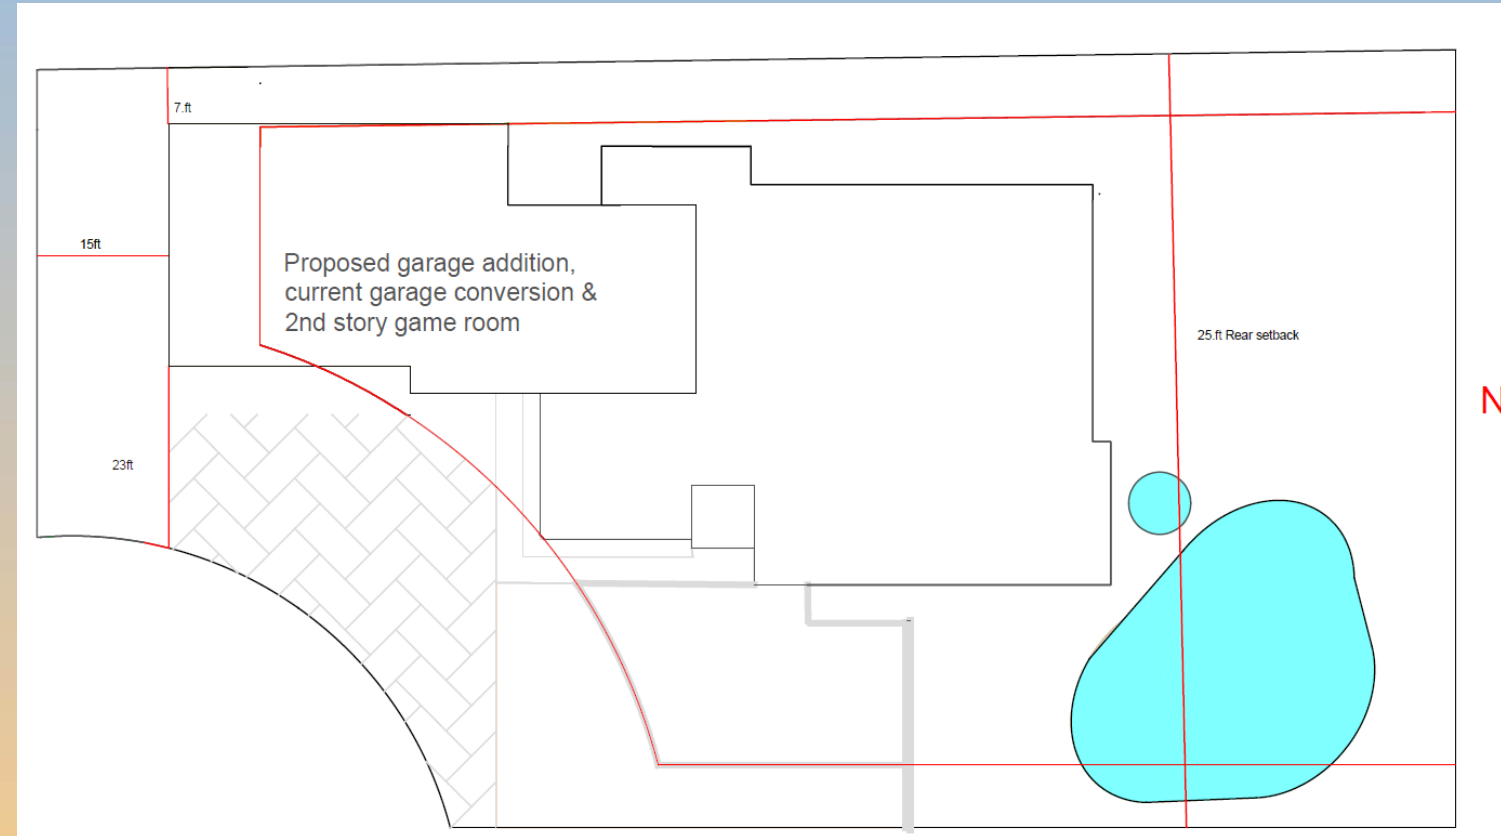 7.ft
15ft
Proposed garage addition,
current garage conversion &
2nd story game room
25.ft Rear setback
N
23ft